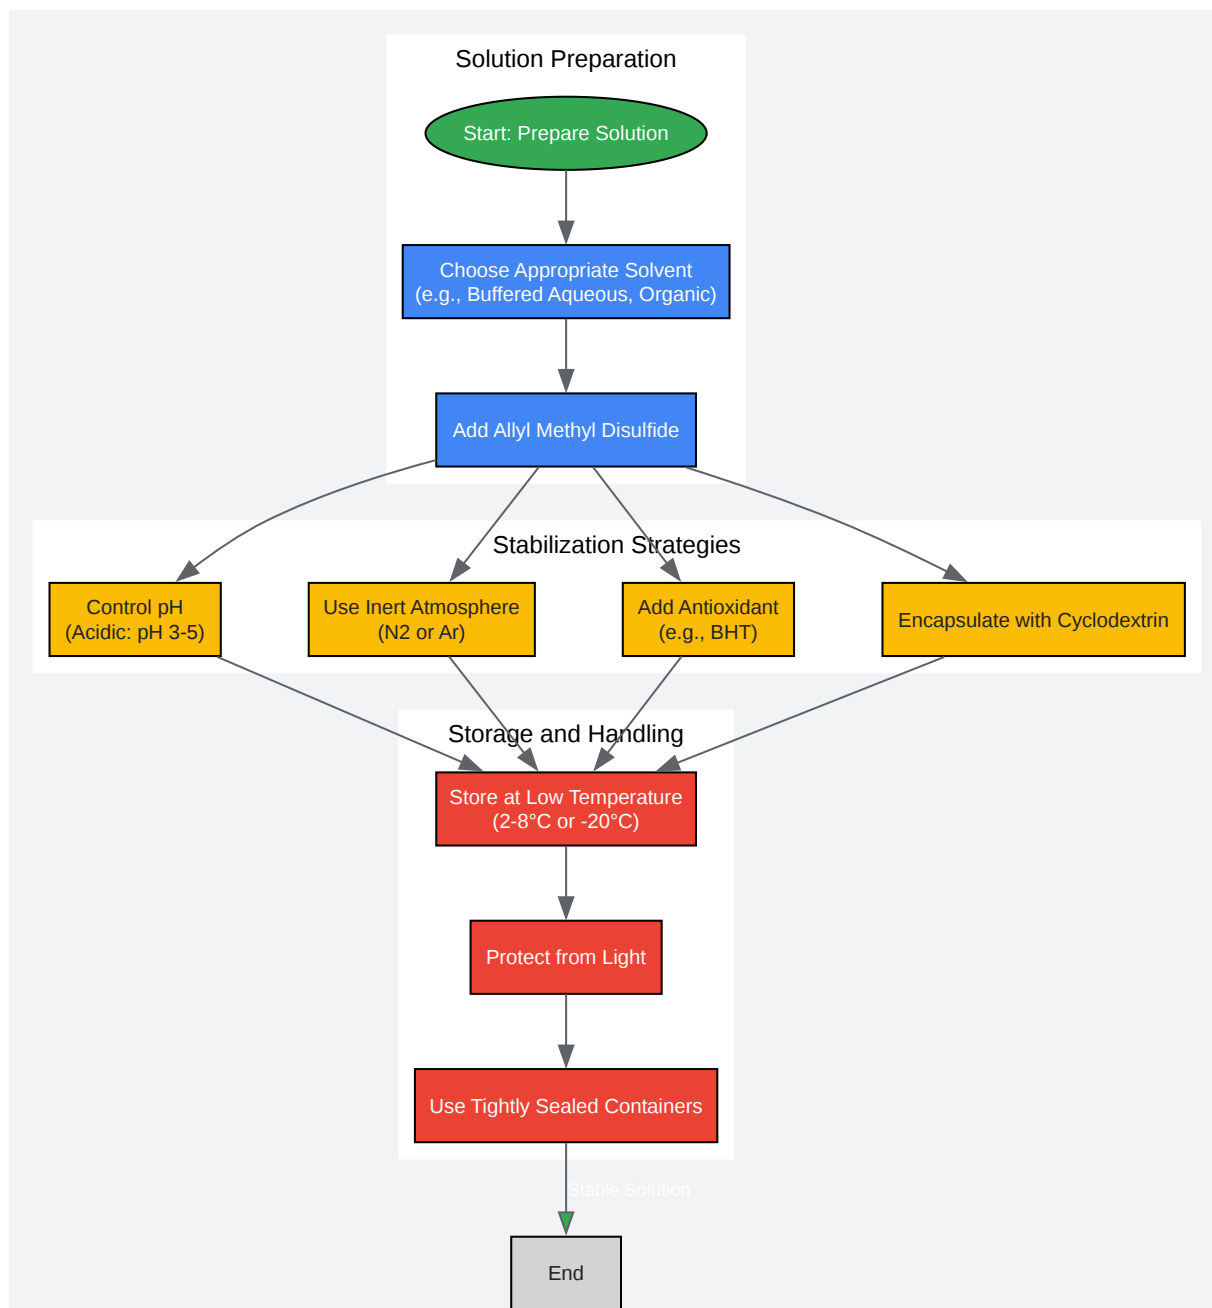 Solution Preparation
Start: Prepare Solution
Choose Appropriate Solvent
(e.g., Buffered Aqueous, Organic)
Add Allyl Methyl Disulfide
Stabilization Strategies
Control pH
(Acidic: pH 3-5)
Use Inert Atmosphere
(N2 or Ar)
Add Antioxidant
(e.g., BHT)
Encapsulate with Cyclodextrin
Storage and Handling
Store at Low Temperature
(2-8°C or -20°C)
Protect from Light
Use Tightly Sealed Containers
Stable Solution
End